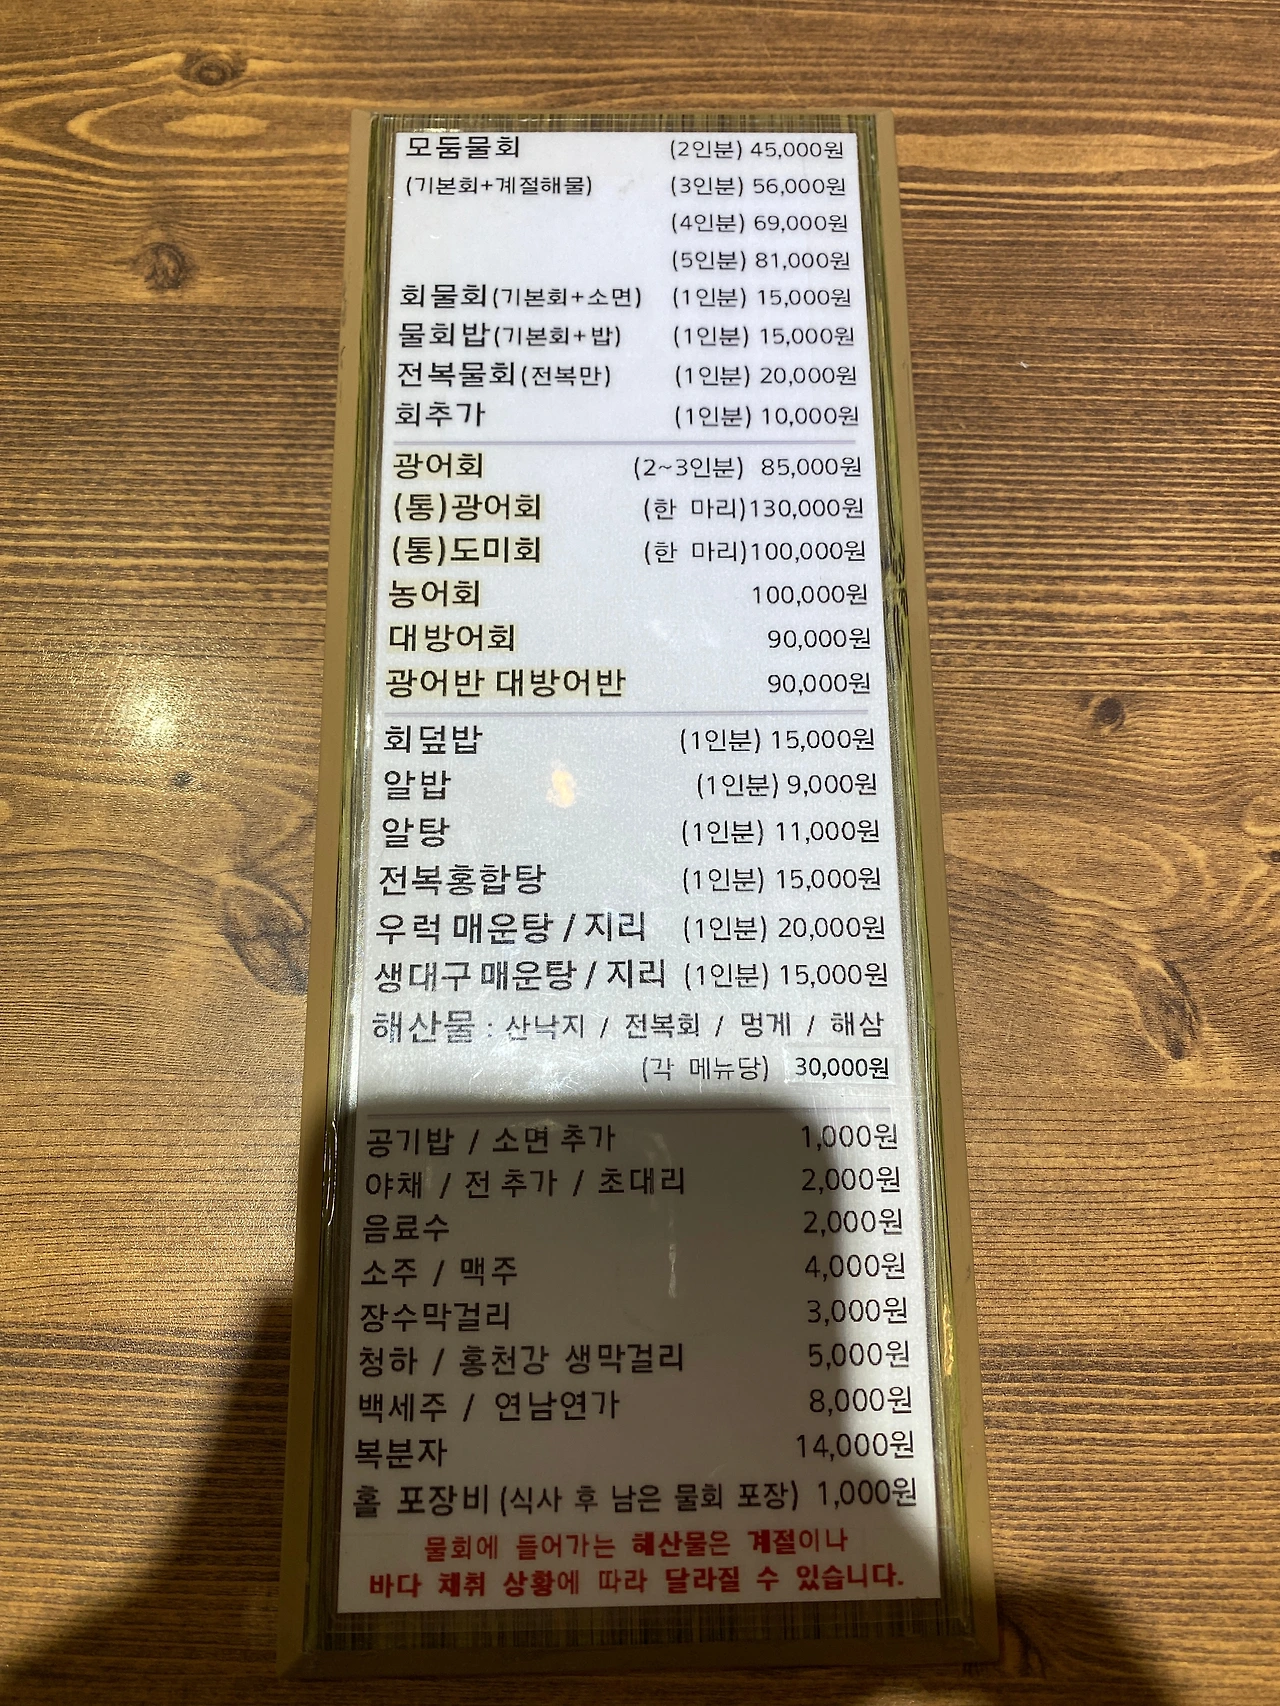 모둠물회 (2인분) 45,000원
(기본회+계절해물) (3인분) 56,000원
(4인분) 69,000원
(5인분) 81,000원
회물회(기본회+소면) (1인분) 15,000원
물회밥(기본회+밥) (1인분) 15,000원
전복물회(전복만) (1인분) 20,000원
회추가 (1인분) 10,000원
광어회 (2~3인분) 85,000원
(통)광어회 (한 마리)130,000원
(통)도미회 (한 마리)100,000원
농어회 100,000원
대방어회 90,000원
광어반 대방어반 90,000원
회덮밥 (1인분) 15,000원
알밥 (1인분) 9,000원
알탕 (1인분) 11,000원
전복홍합탕 (1인분) 15,000원
우럭 매운탕 / 지리 (1인분) 20,000원
생대구 매운탕 / 지리 (1인분) 15,000원
해산물 : 산낙지 / 전복회 / 멍게 / 해삼
(각 메뉴당) 30,000원
공기밥 / 소면 추가 1,000원
야채 / 전 추가 / 초대리 2,000원
음료수 2,000원
소주 / 맥주 4,000원
장수막걸리 3,000원
청하 / 홍천강 생막걸리 5,000원
백세주 / 연남연가 8,000원
복분자 14,000원
홀 포장비 (식사 후 남은 물회 포장) 1,000원
물회에 들어가는 해산물은 계절이나
바다 채취 상황에 따라 달라질 수 있습니다.